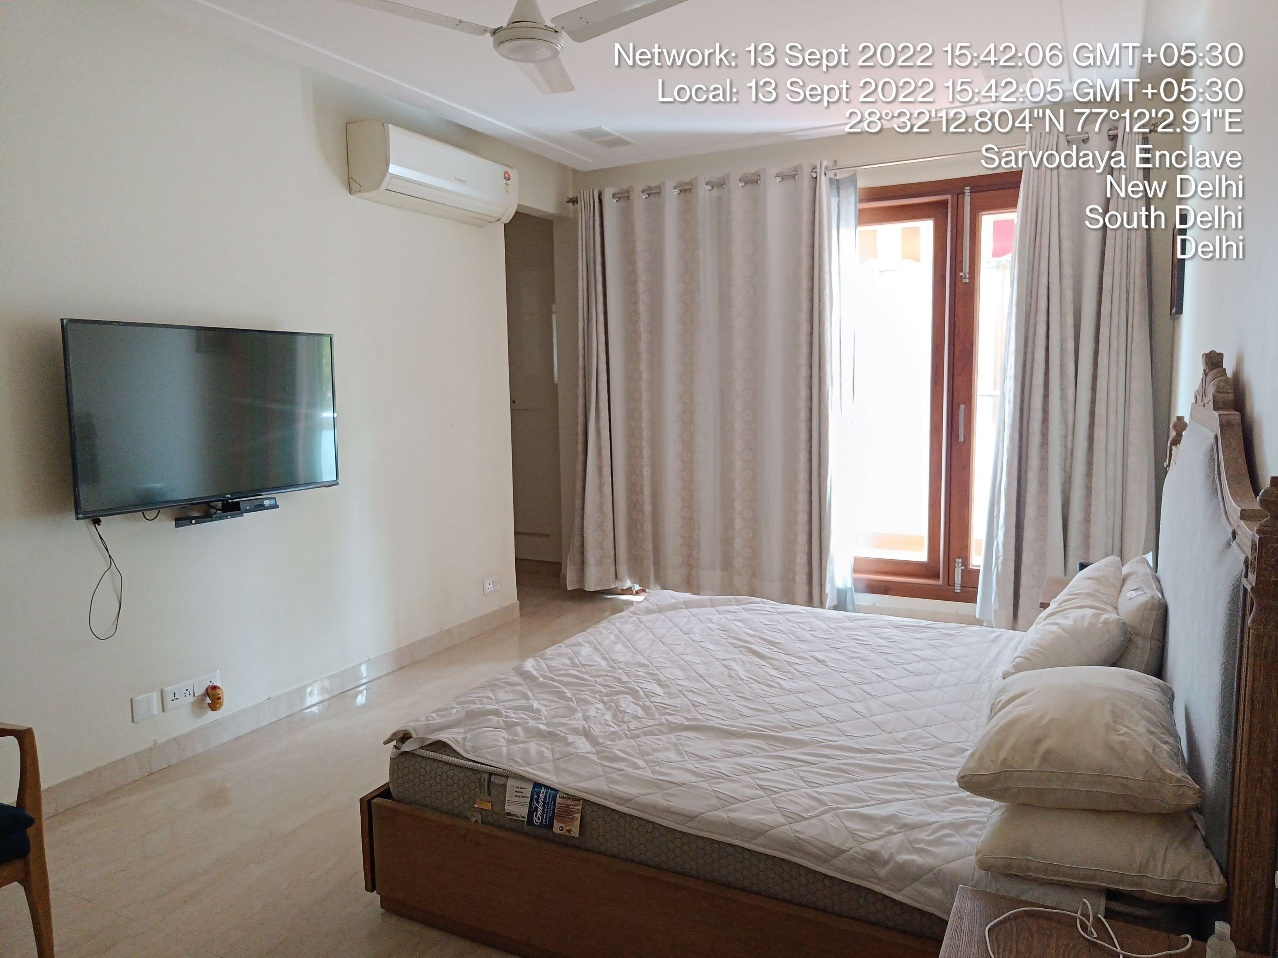 Network: 13 Sept 2022 15:42:06 GMT+05:30
Local: 13 Sept 2022 15:42:05 GMT+05:30
28°32'12.804"N 77°12'2.91"E
Sarvodaya Enclave
New Delhi
South Delhi
Delhi